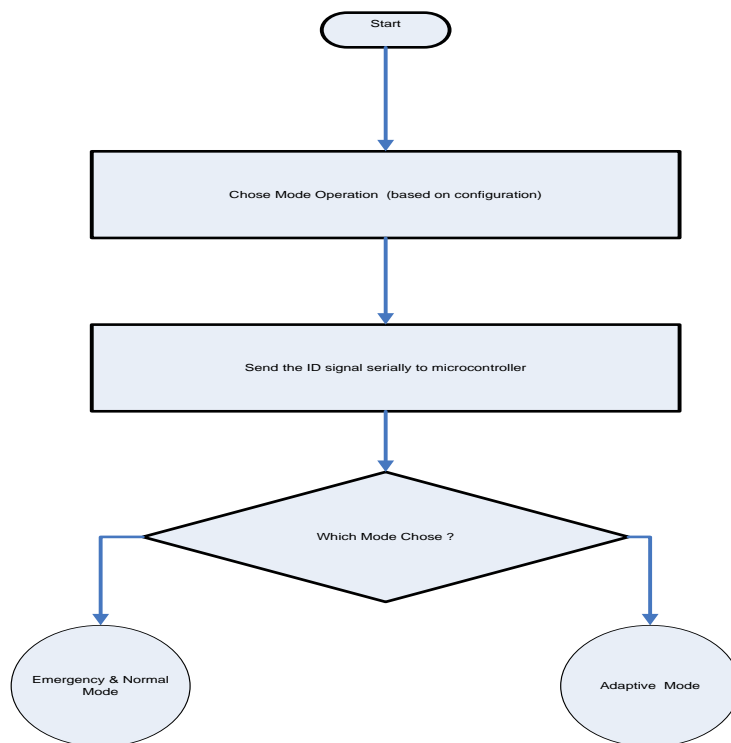 Start
Chose Mode Operation (based on configuration)
Send the ID signal serially to microcontroller
Which Mode Chose ?
Emergency & Normal
Mode
Adaptive Mode